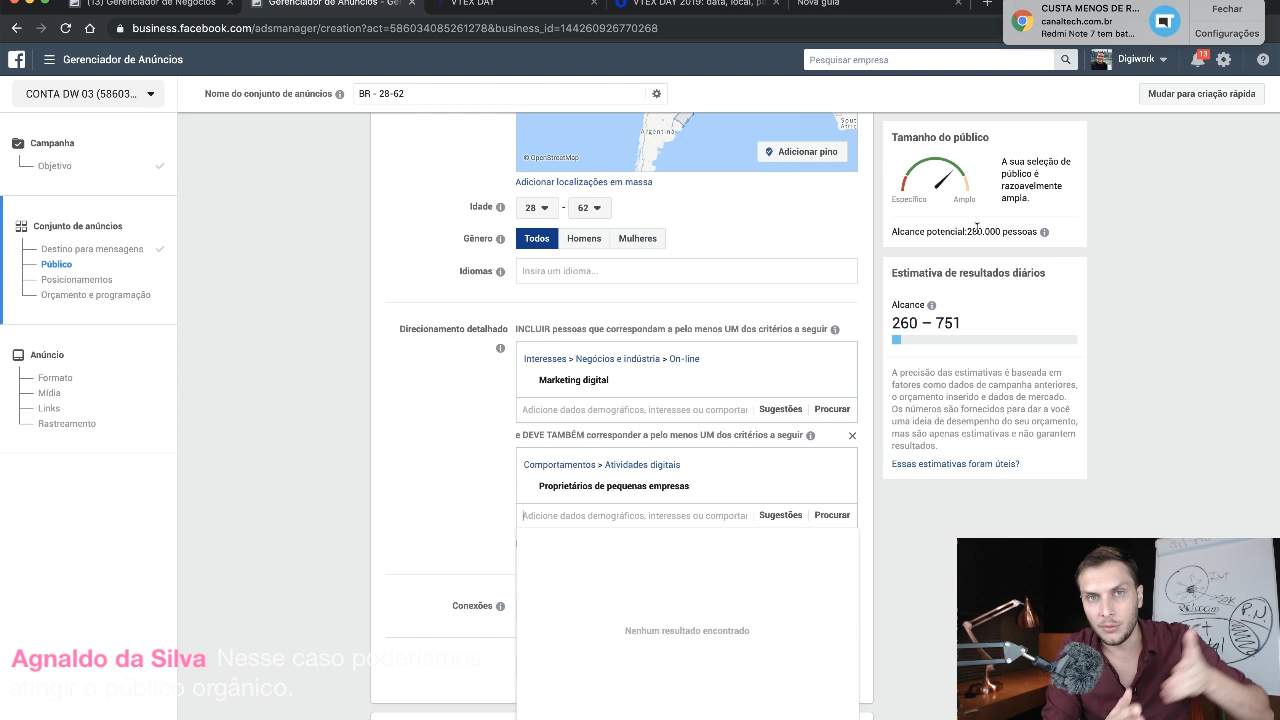 (13) Gerenciador de Negócios
Gerenciador de Anúncios - Ger
VTEX DAY
VTEX DAY 2019: data, local, p
Nova guia
business.facebook.com/adsmanager/creation?act=586034085261278&business_id=144260926770268
CUSTA MENOS DE R...
canaltech.com.br
Redmi Note 7 tem bat...
Fechar
Configurações
Gerenciador de Anúncios
Pesquisar empresa
Digiwork
13
CONTA DW 03 (58603...
Nome do conjunto de anúncios
BR - 28-62
Mudar para criação rápida
Campanha
Objetivo
Conjunto de anúncios
Destino para mensagens
Público
Posicionamentos
Orçamento e programação
Anúncio
Formato
Mídia
Links
Rastreamento
Argentina
Sout
© OpenStreetMap
Adicionar pino
Adicionar localizações em massa
Idade
28 - 62
Gênero
Todos Homens Mulheres
Idiomas
Insira um idioma...
Direcionamento detalhado
INCLUIR pessoas que correspondam a pelo menos UM dos critérios a seguir
Interesses > Negócios e indústria > On-line
Marketing digital
Adicione dados demográficos, interesses ou comportar
Sugestões Procurar
e DEVE TAMBÉM corresponder a pelo menos UM dos critérios a seguir
Comportamentos > Atividades digitais
Proprietários de pequenas empresas
Adicione dados demográficos, interesses ou comportar
Sugestões Procurar
Nenhum resultado encontrado
Conexões
Tamanho do público
Específico
Amplo
A sua seleção de
público é
razoavelmente
ampla.
Alcance potencial:280.000 pessoas
Estimativa de resultados diários
Alcance
260 – 751
A precisão das estimativas é baseada em
fatores como dados de campanha anteriores,
o orçamento inserido e dados de mercado.
Os números são fornecidos para dar a você
uma ideia de desempenho do seu orçamento,
mas são apenas estimativas e não garantem
resultados.
Essas estimativas foram úteis?
Agnaldo da Silva Nesse caso poderíamos
atingir o público orgânico.